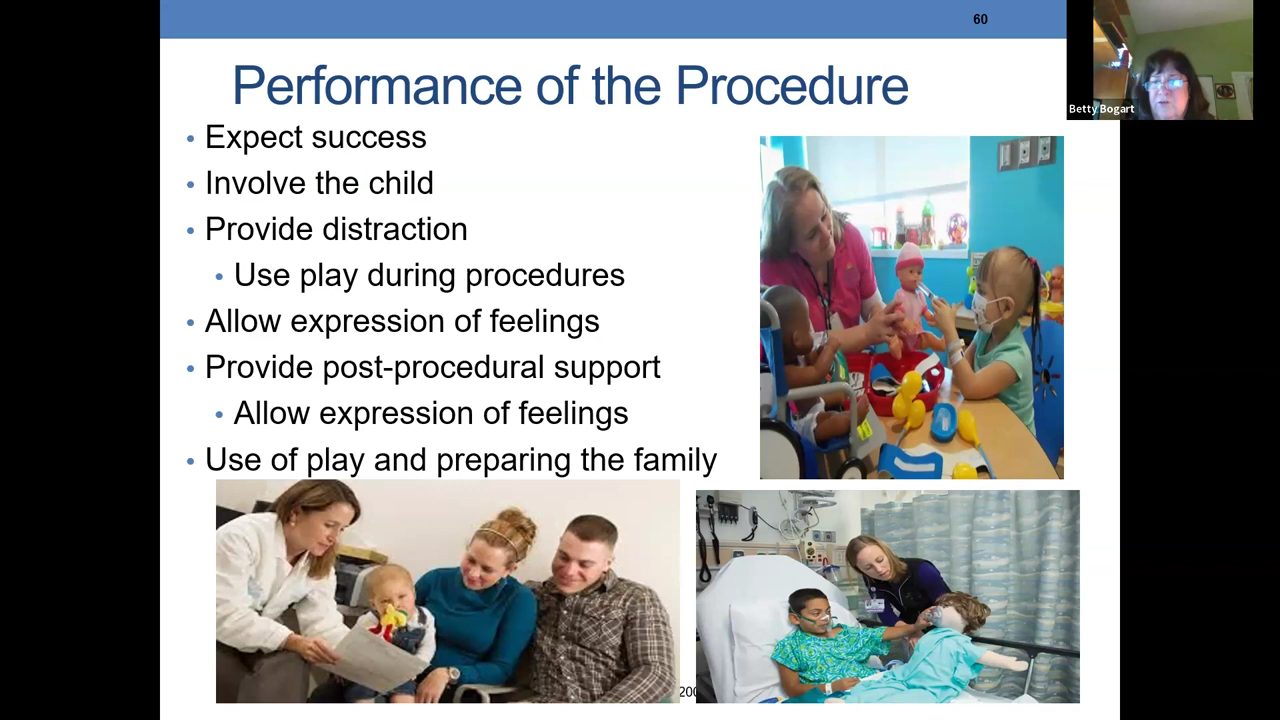 60
Performance of the Procedure
Betty Bogart
• Expect success
• Involve the child
• Provide distraction
• Use play during procedures
• Allow expression of feelings
• Provide post-procedural support
• Allow expression of feelings
• Use of play and preparing the family